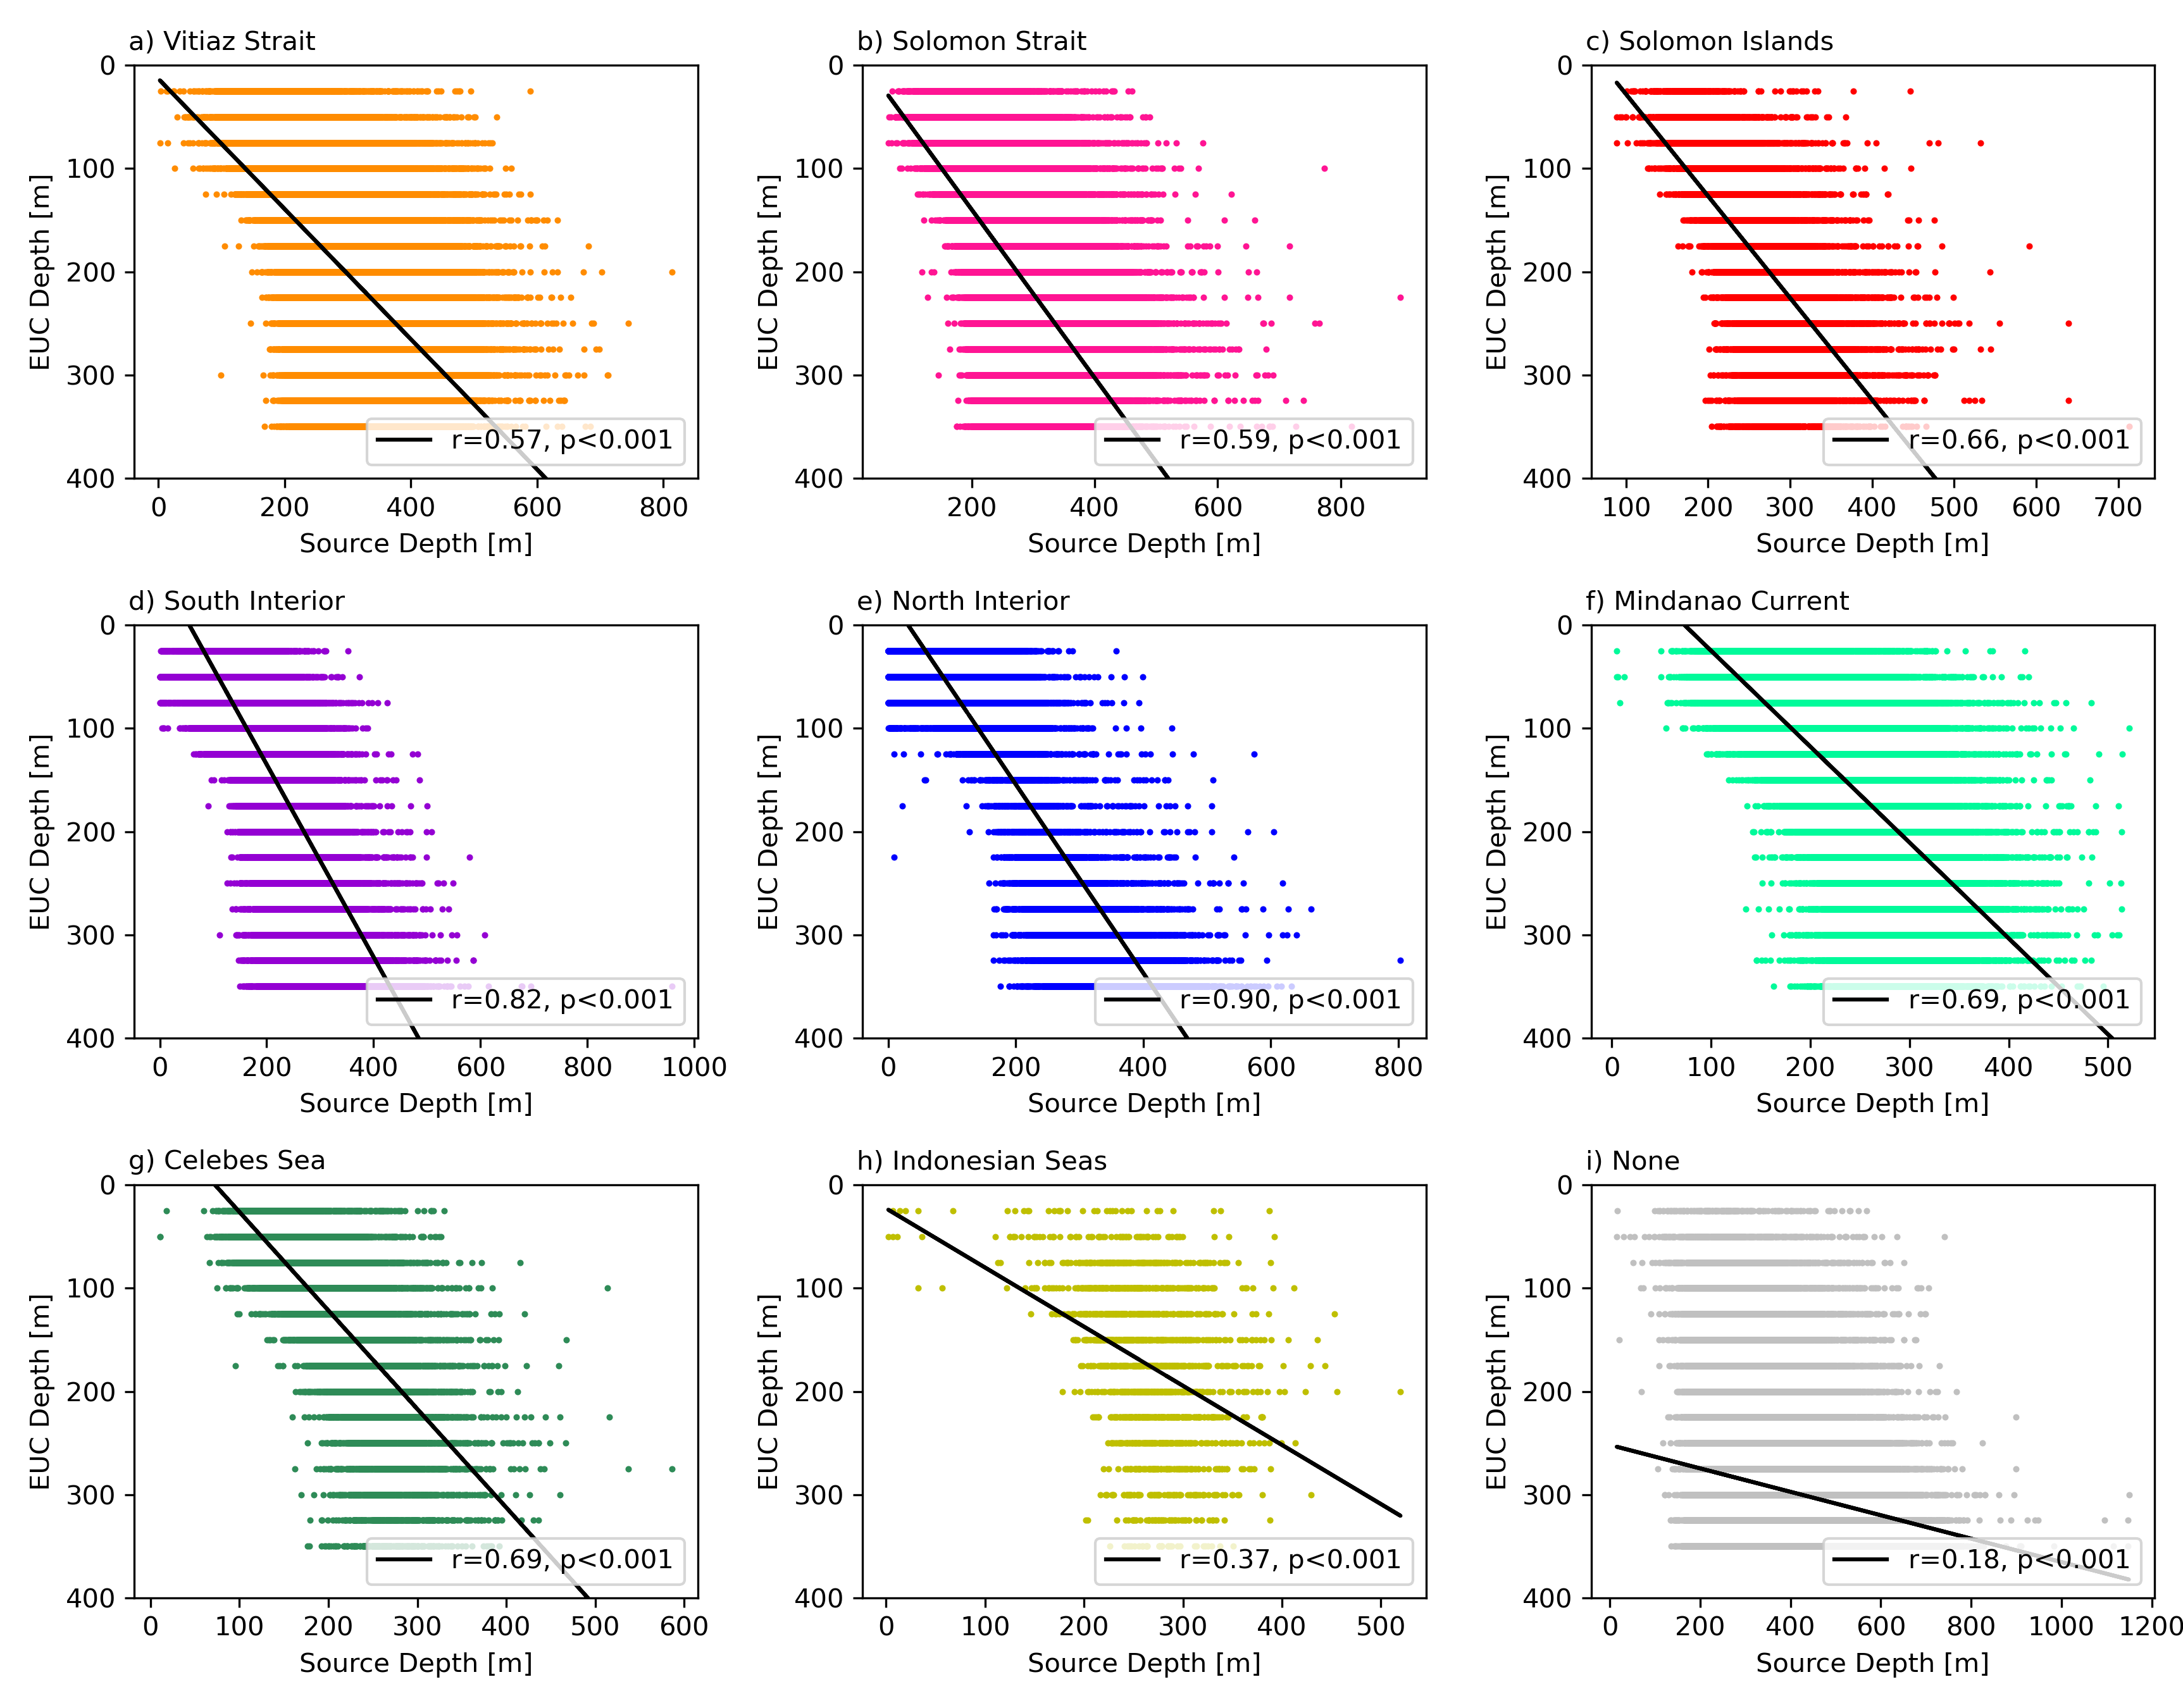 a) Vitiaz Strait
b) Solomon Strait
c) Solomon Islands
0
100
200
300
400
EUC Depth [m]
r=0.57, p<0.001
0 200 400 600 800
Source Depth [m]
0
100
200
300
400
EUC Depth [m]
r=0.59, p<0.001
200 400 600 800
Source Depth [m]
0
100
200
300
400
EUC Depth [m]
r=0.66, p<0.001
100 200 300 400 500 600 700
Source Depth [m]
d) South Interior
e) North Interior
f) Mindanao Current
0
100
200
300
400
EUC Depth [m]
r=0.82, p<0.001
0 200 400 600 800 1000
Source Depth [m]
0
100
200
300
400
EUC Depth [m]
r=0.90, p<0.001
0 200 400 600 800
Source Depth [m]
0
100
200
300
400
EUC Depth [m]
r=0.69, p<0.001
0 100 200 300 400 500
Source Depth [m]
g) Celebes Sea
h) Indonesian Seas
i) None
0
100
200
300
400
EUC Depth [m]
r=0.69, p<0.001
0 100 200 300 400 500 600
Source Depth [m]
0
100
200
300
400
EUC Depth [m]
r=0.37, p<0.001
0 100 200 300 400 500
Source Depth [m]
0
100
200
300
400
EUC Depth [m]
r=0.18, p<0.001
0 200 400 600 800 1000 1200
Source Depth [m]